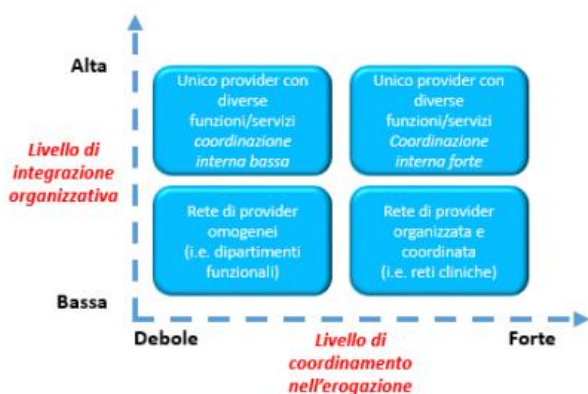 Alta
Unico provider con
diverse
funzioni/servizi
coordinazione
interna bassa
Unico provider con
diverse
funzioni/servizi
Coordinazione
interna forte
Livello di
integrazione
organizzativa
Rete di provider
omogenei
(i.e. dipartimenti
funzionali)
Rete di provider
organizzata e
coordinata
(i.e. reti cliniche)
Bassa
Debole
Livello di
coordinamento
nell'erogazione
Forte